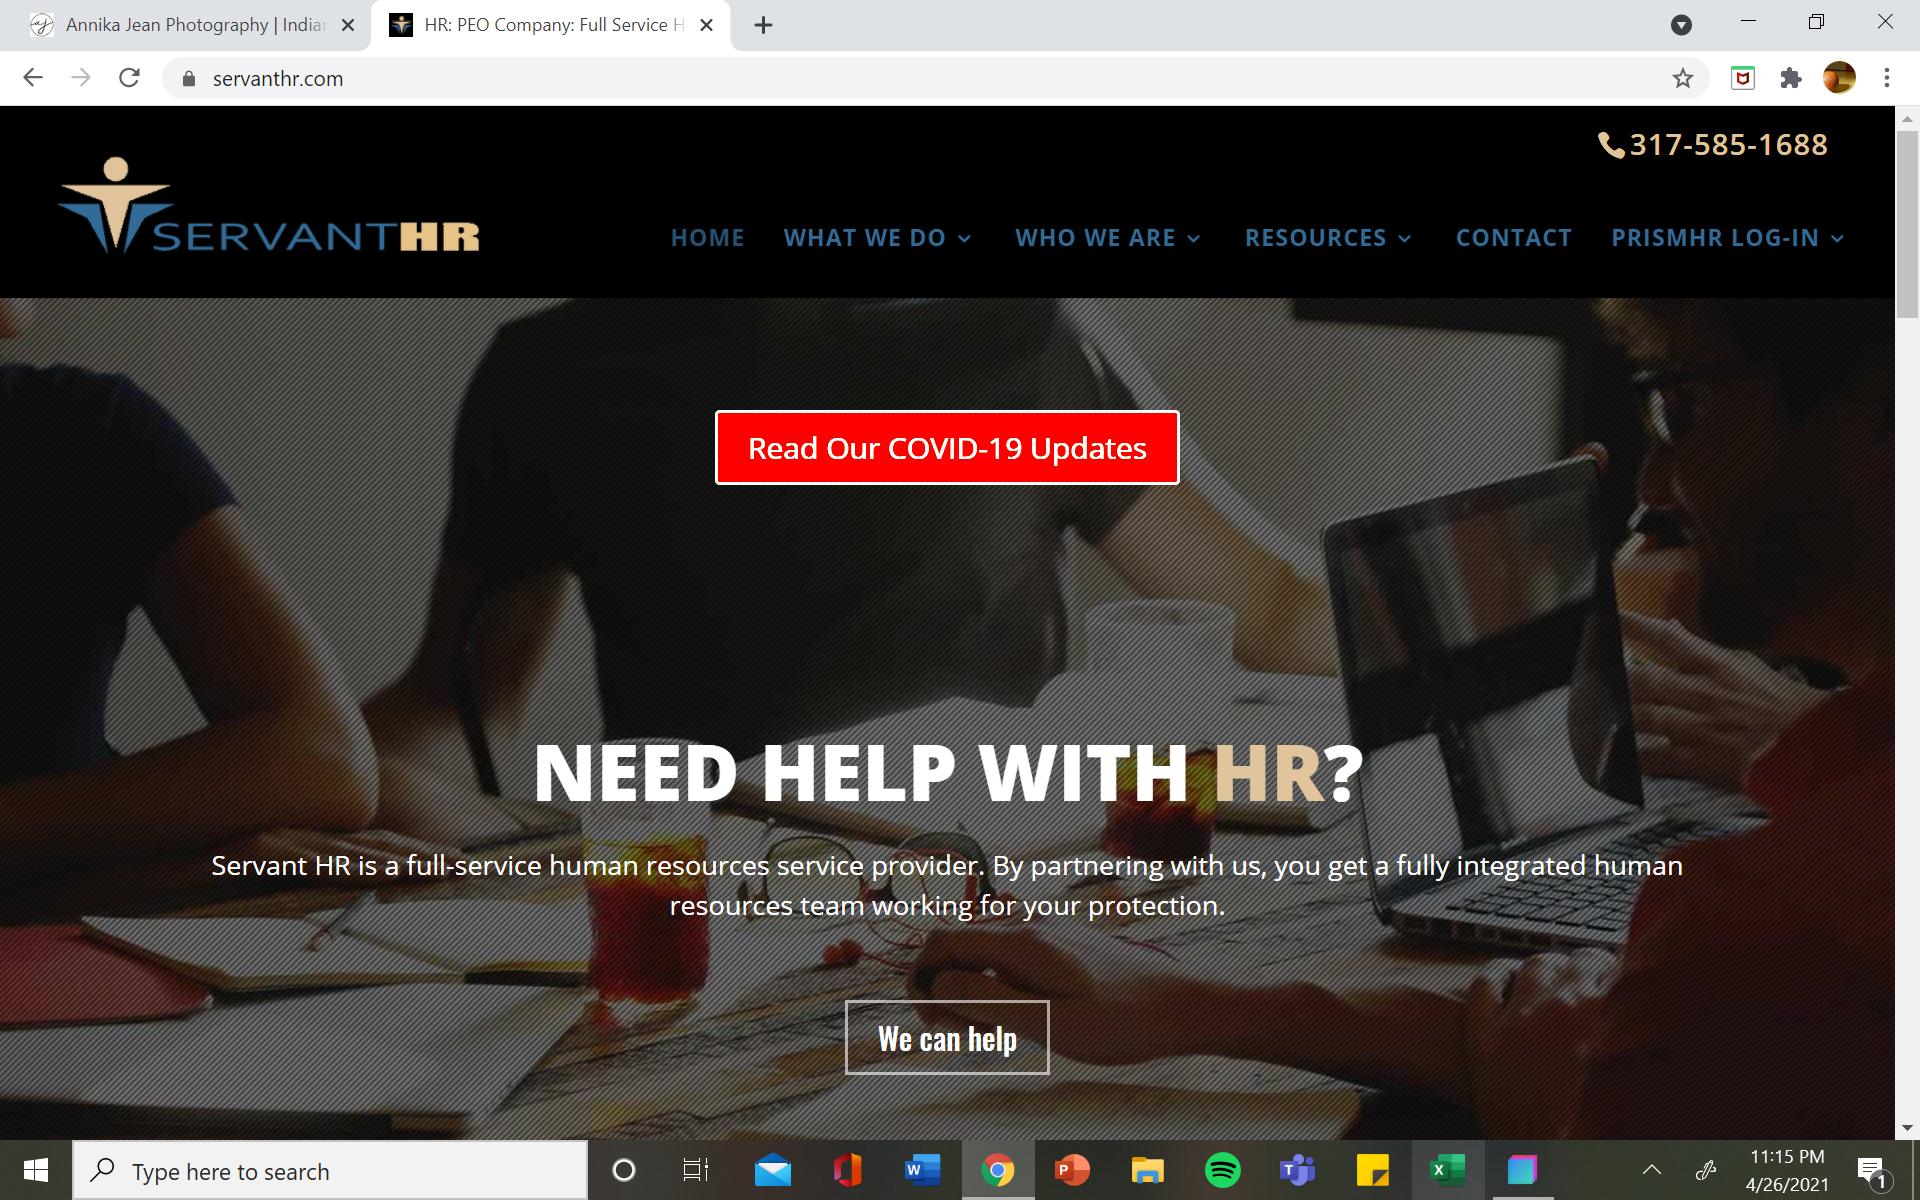 Annika Jean Photography | Indian
HR: PEO Company: Full Service H
servanthr.com
317-585-1688
SERVANTHR
HOME WHAT WE DO WHO WE ARE RESOURCES CONTACT PRISMHR LOG-IN
Read Our COVID-19 Updates
NEED HELP WITH HR?
Servant HR is a full-service human resources service provider. By partnering with us, you get a fully integrated human
resources team working for your protection.
We can help
Type here to search
11:15 PM
4/26/2021
1